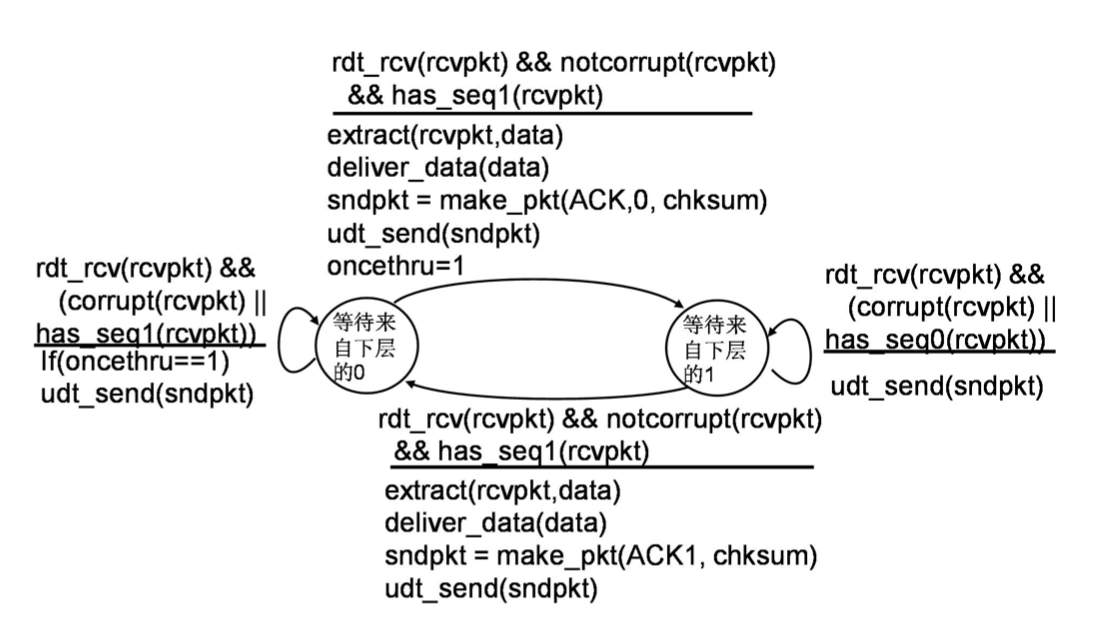 rdt_rcv(rcvpkt) && notcorrupt(rcvpkt)
&& has_seq1(rcvpkt)
extract(rcvpkt,data)
deliver_data(data)
sndpkt = make_pkt(ACK,0, chksum)
udt_send(sndpkt)
oncethru=1
rdt_rcv(rcvpkt) &&
(corrupt(rcvpkt) ||
has_seq1(rcvpkt))
If(oncethru==1)
udt_send(sndpkt)
等待来
自下层
的0
等待来
自下层
的1
rdt_rcv(rcvpkt) &&
(corrupt(rcvpkt) ||
has_seq0(rcvpkt))
udt_send(sndpkt)
rdt_rcv(rcvpkt) && notcorrupt(rcvpkt)
&& has_seq1(rcvpkt)
extract(rcvpkt,data)
deliver_data(data)
sndpkt = make_pkt(ACK1, chksum)
udt_send(sndpkt)